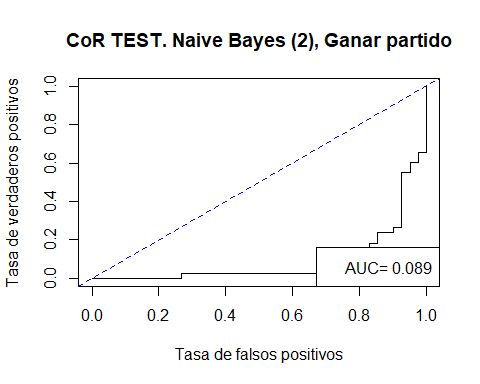 CoR TEST. Naive Bayes (2), Ganar partido
Tasa de verdaderos positivos
1.0
0.8
0.6
0.4
0.2
0.0
AUC= 0.089
0.0 0.2 0.4 0.6 0.8 1.0
Tasa de falsos positivos